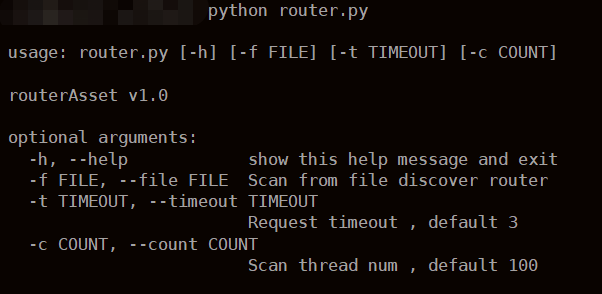 python router.py
usage: router.py [-h] [-f FILE] [-t TIMEOUT] [-c COUNT]
routerAsset v1.0
optional arguments:
-h, --help show this help message and exit
-f FILE, --file FILE Scan from file discover router
-t TIMEOUT, --timeout TIMEOUT
Request timeout , default 3
-c COUNT, --count COUNT
Scan thread num , default 100